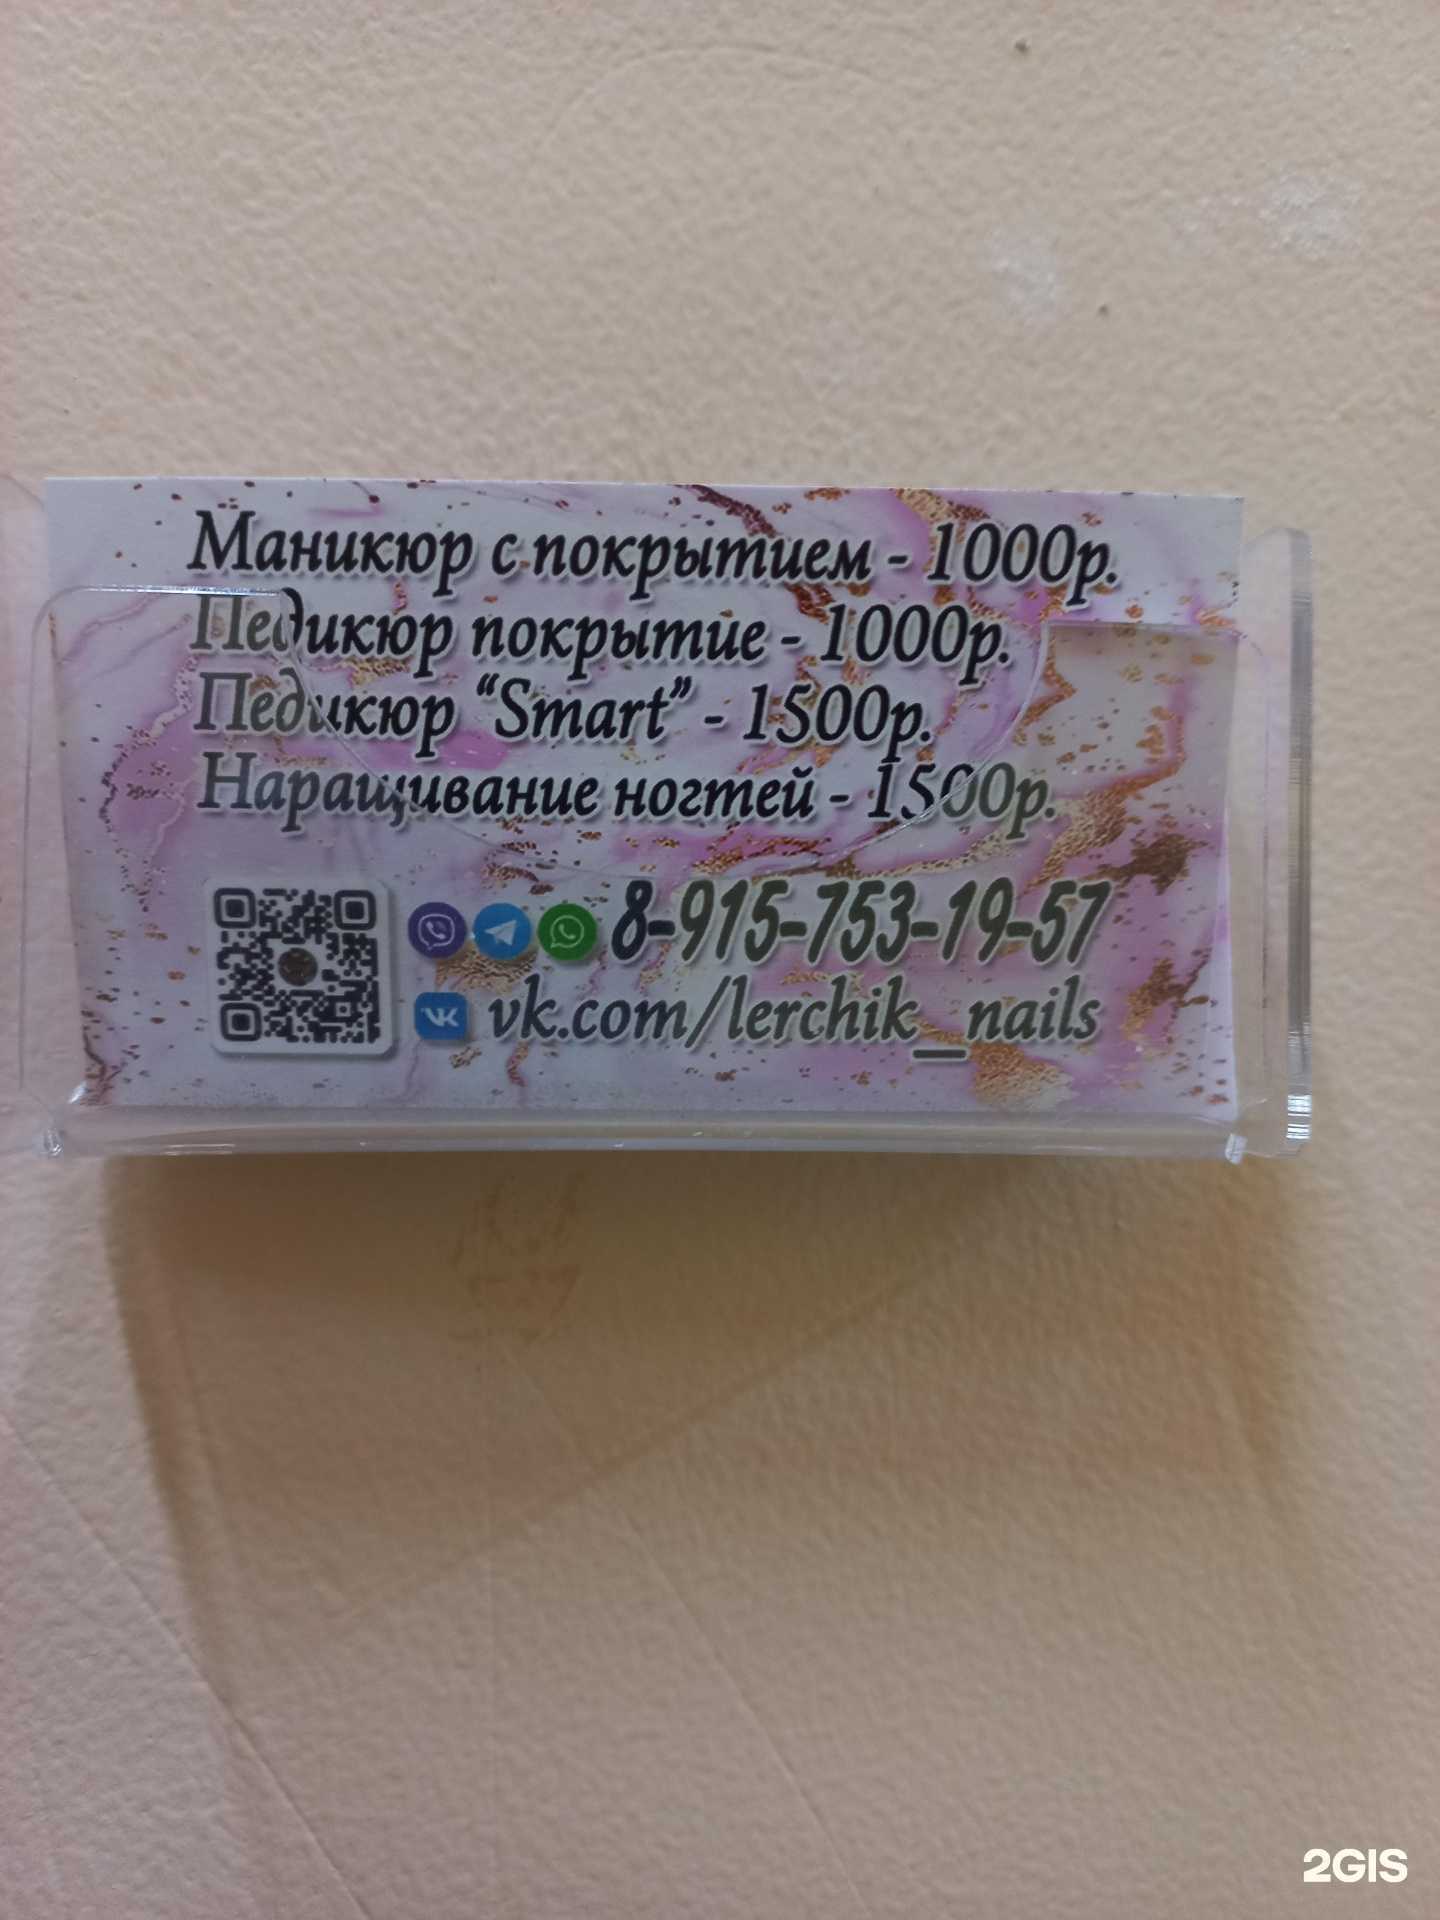 Маникюр с покрытием - 1000р.
Педикюр покрытие - 1000р.
Педикюр “Smart” - 1500р.
Наращивание ногтей - 1500р.
8-915-753-19-57
vk.com/lerchik_nails
2GIS